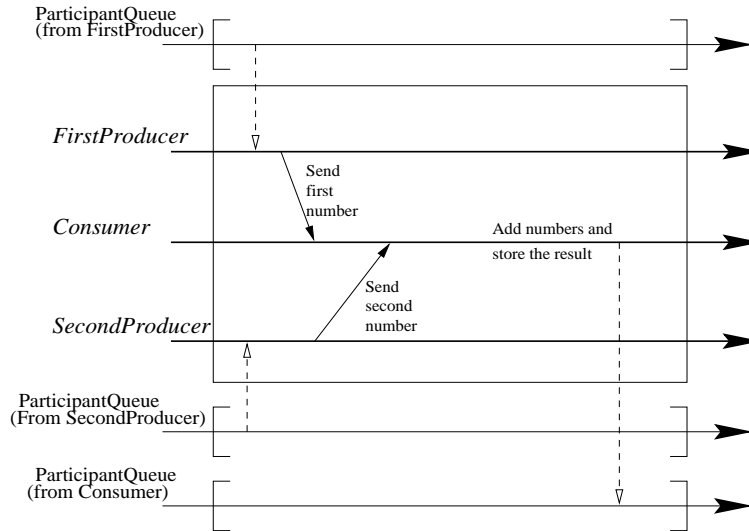 ParticipantQueue
(from FirstProducer)
FirstProducer
Send
first
number
Consumer
Add numbers and
store the result
Send
second
number
SecondProducer
ParticipantQueue
(From SecondProducer)
ParticipantQueue
(from Consumer)